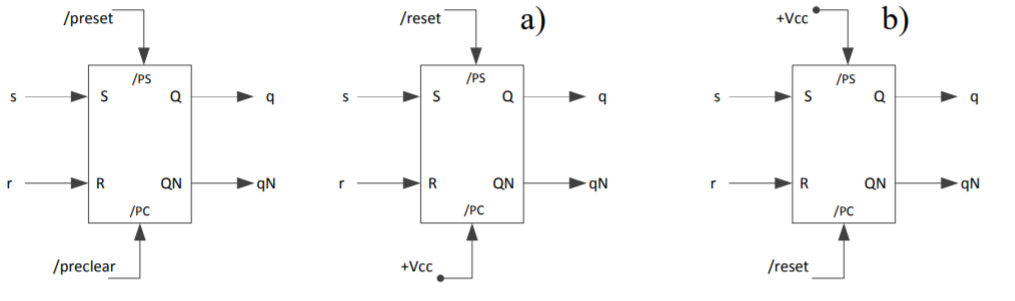 /preset
/PS
s S Q q
r R QN qN
/PC
/preclear
/reset a)
/PS
s S Q q
r R QN qN
/PC
+Vcc
+Vcc b)
/PS
s S Q q
r R QN qN
/PC
/reset